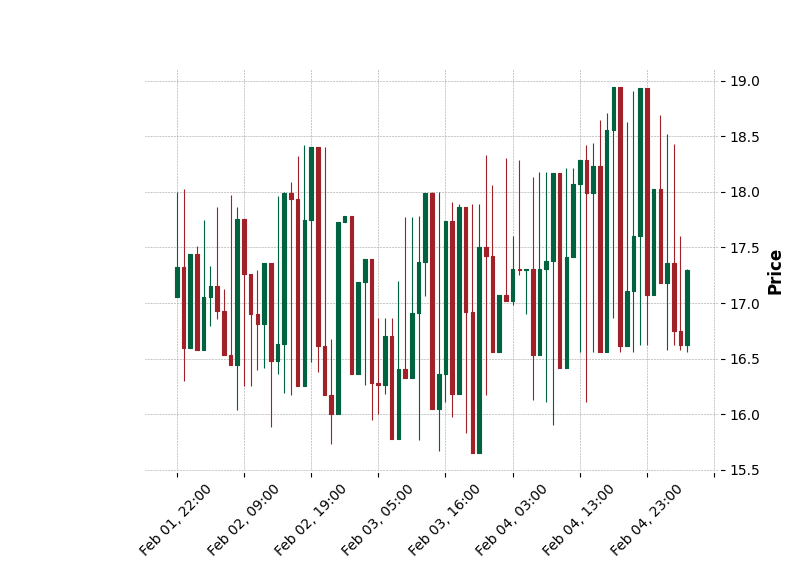 19.0
18.5
18.0
17.5
17.0
16.5
16.0
15.5
Price
Feb 01, 22:00
Feb 02, 09:00
Feb 02, 19:00
Feb 03, 05:00
Feb 03, 16:00
Feb 04, 03:00
Feb 04, 13:00
Feb 04, 23:00